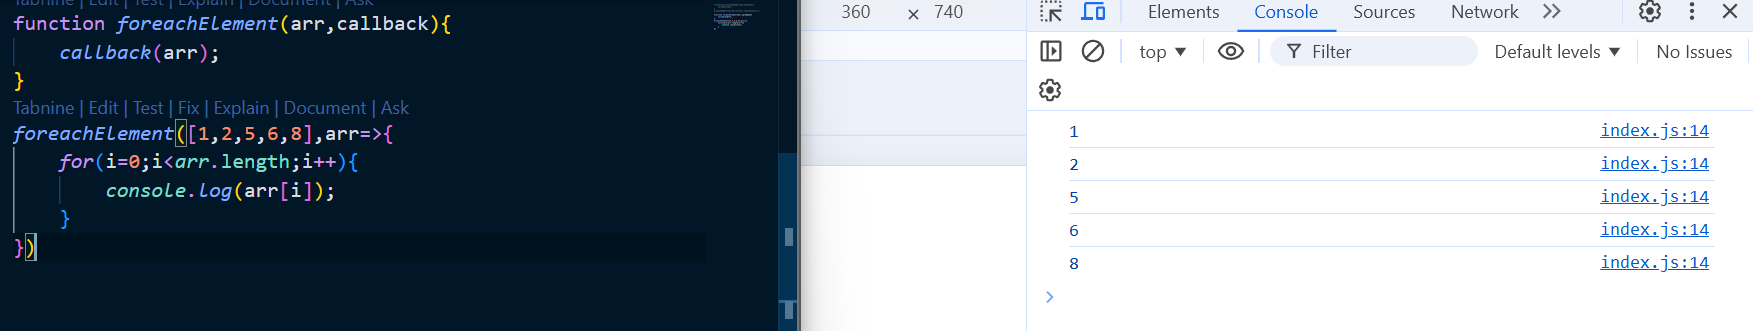 Tabnine | Edit | Test | Explain | Document | Ask
function foreachElement(arr,callback){
    callback(arr);
}
Tabnine | Edit | Test | Fix | Explain | Document | Ask
foreachElement([1,2,5,6,8],arr=>{
    for(i=0;i<arr.length;i++){
        console.log(arr[i]);
    }
})
360 × 740
Elements Console Sources Network
top ▼ Filter Default levels ▼ No Issues
1 index.js:14
2 index.js:14
5 index.js:14
6 index.js:14
8 index.js:14